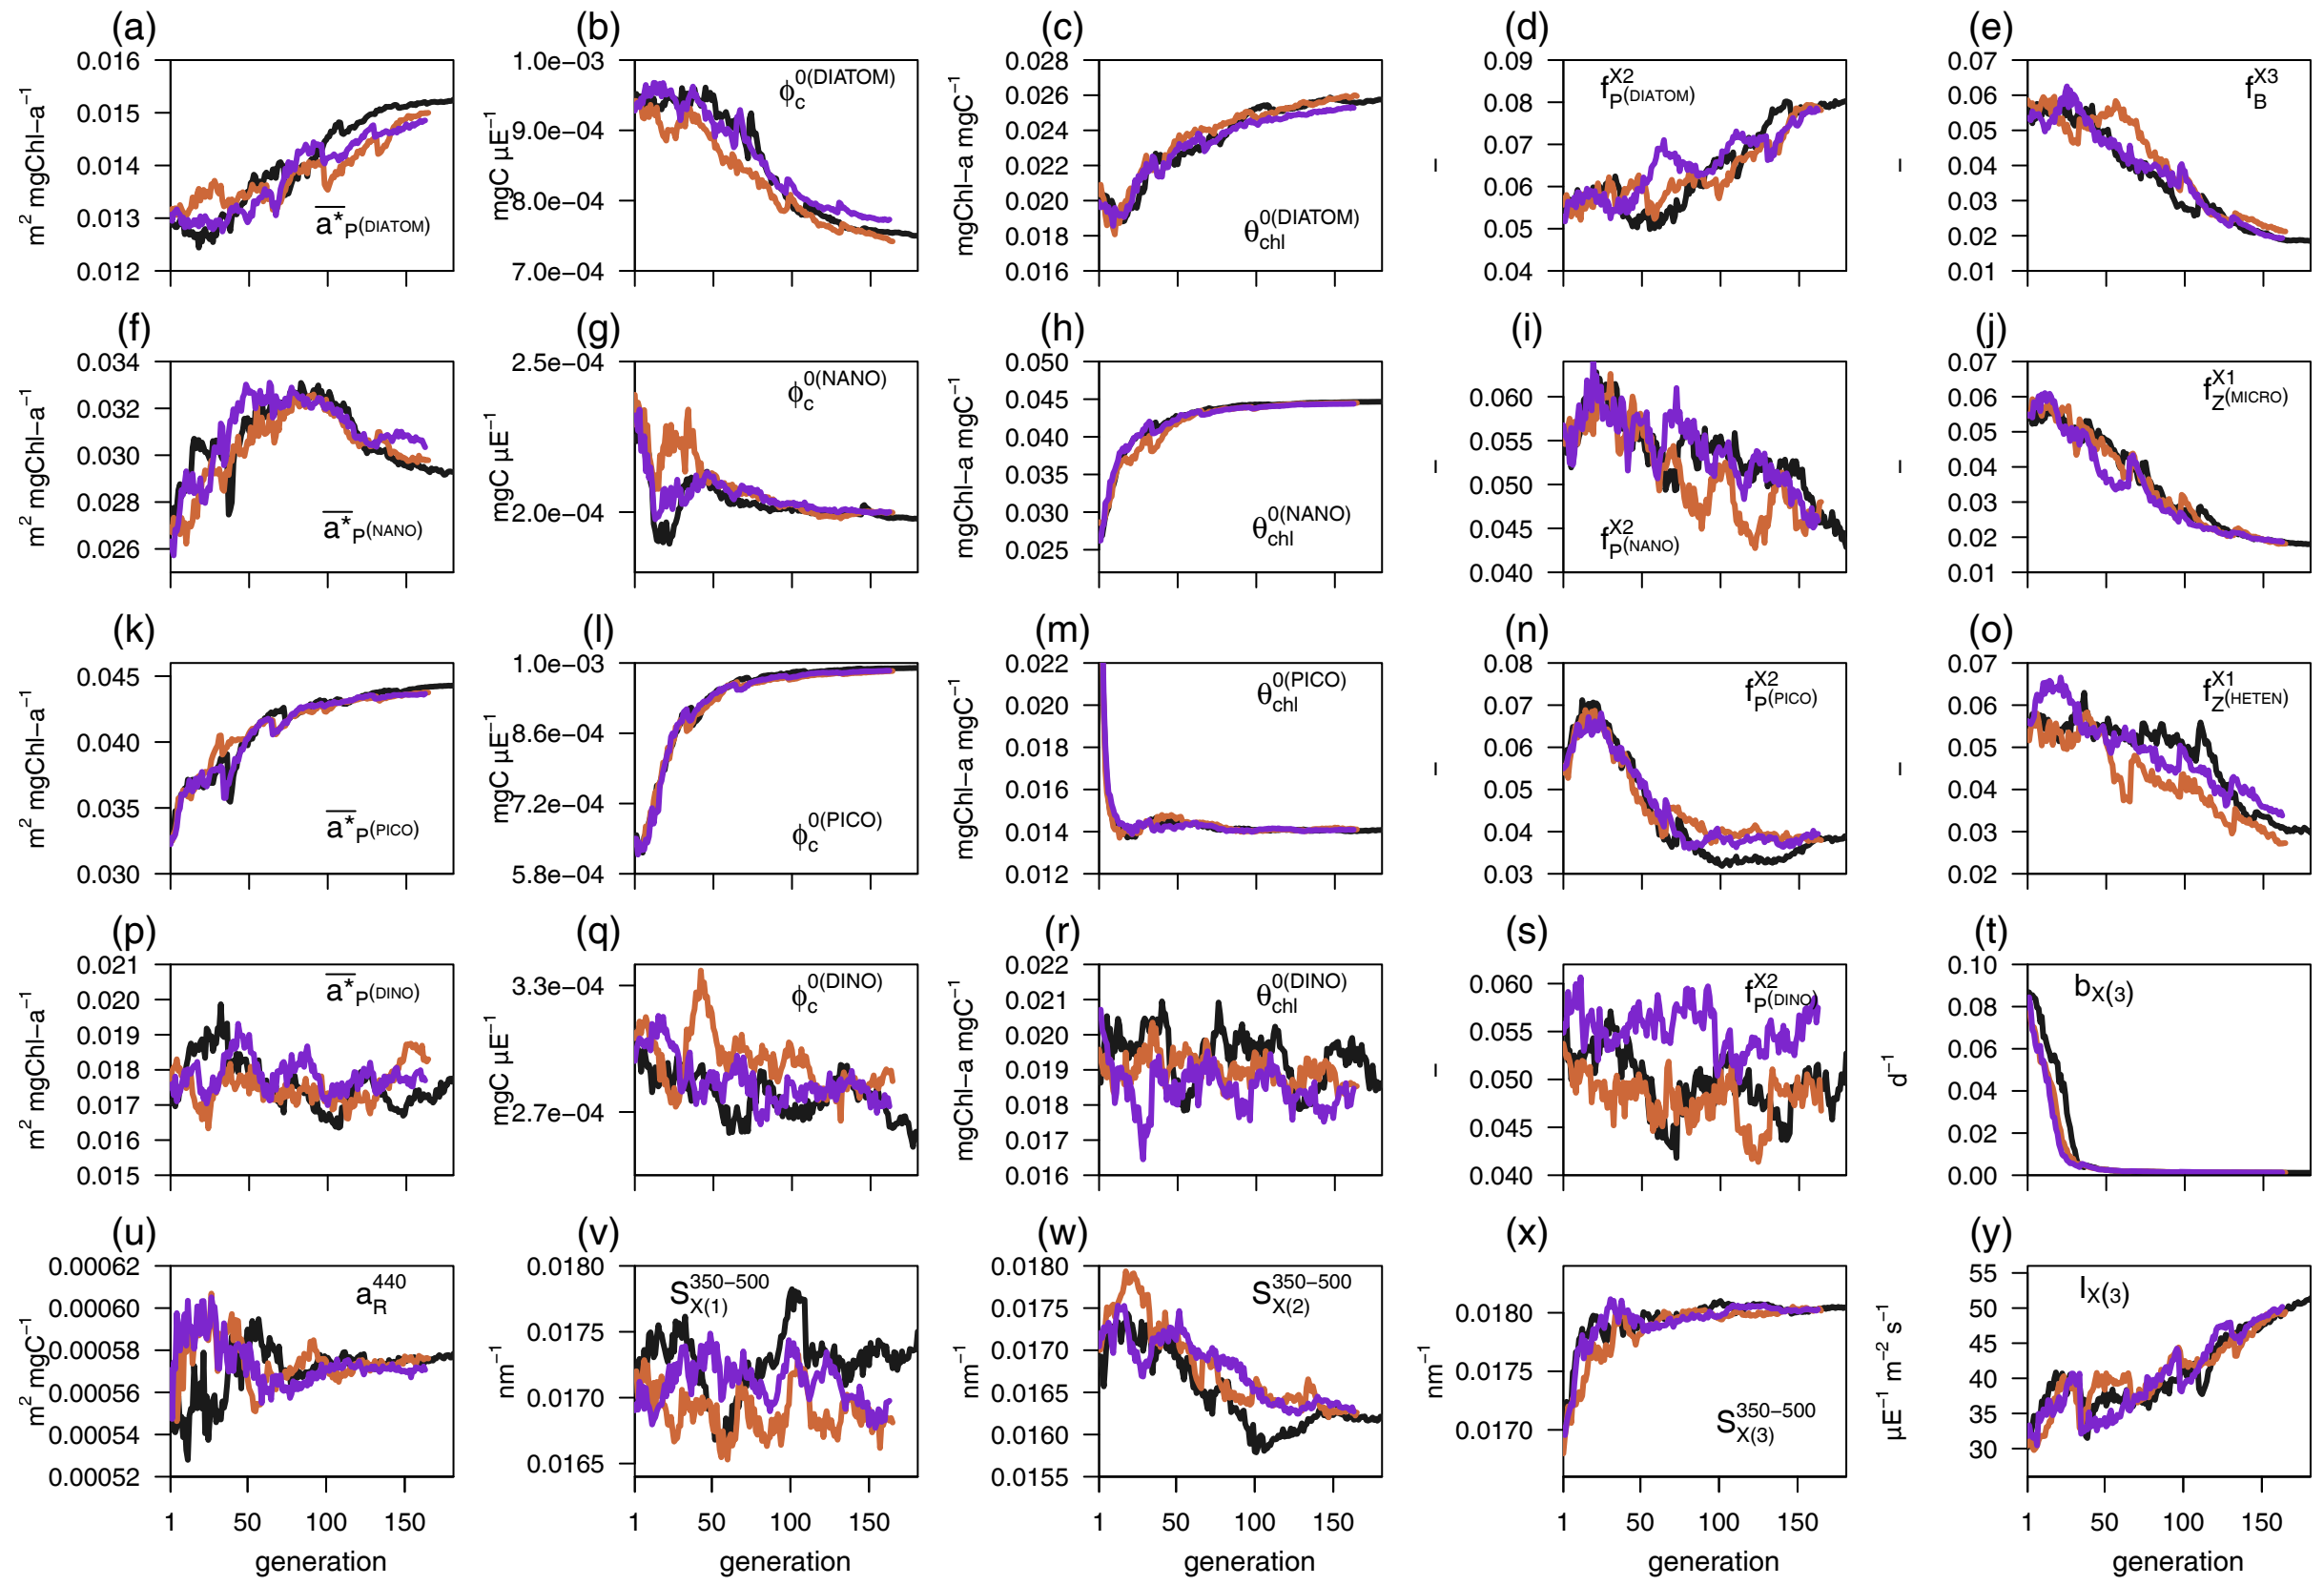 (a) (b) (c) (d) (e)
m² mgChl−a⁻¹
0.016
0.015
0.014
0.013
0.012
a*P(DIATOM)
mgC µE⁻¹
1.0e−03
9.0e−04
8.0e−04
7.0e−04
ϕc0(DIATOM)
mgChl−a mgC⁻¹
0.028
0.026
0.024
0.022
0.020
0.018
0.016
θchl0(DIATOM)
–
0.09
0.08
0.07
0.06
0.05
0.04
fP(DIATOM)X2
–
0.07
0.06
0.05
0.04
0.03
0.02
0.01
fBX3
(f) (g) (h) (i) (j)
m² mgChl−a⁻¹
0.034
0.032
0.030
0.028
0.026
a*P(NANO)
mgC µE⁻¹
2.5e−04
2.0e−04
ϕc0(NANO)
mgChl−a mgC⁻¹
0.050
0.045
0.040
0.035
0.030
0.025
θchl0(NANO)
–
0.060
0.055
0.050
0.045
0.040
fP(NANO)X2
–
0.07
0.06
0.05
0.04
0.03
0.02
0.01
fZ(MICRO)X1
(k) (l) (m) (n) (o)
m² mgChl−a⁻¹
0.045
0.040
0.035
0.030
a*P(PICO)
mgC µE⁻¹
1.0e−03
8.6e−04
7.2e−04
5.8e−04
ϕc0(PICO)
mgChl−a mgC⁻¹
0.022
0.020
0.018
0.016
0.014
0.012
θchl0(PICO)
–
0.08
0.07
0.06
0.05
0.04
0.03
fP(PICO)X2
–
0.07
0.06
0.05
0.04
0.03
0.02
fZ(HETEN)X1
(p) (q) (r) (s) (t)
m² mgChl−a⁻¹
0.021
0.020
0.019
0.018
0.017
0.016
0.015
a*P(DINO)
mgC µE⁻¹
3.3e−04
2.7e−04
ϕc0(DINO)
mgChl−a mgC⁻¹
0.022
0.021
0.020
0.019
0.018
0.017
0.016
θchl0(DINO)
–
0.060
0.055
0.050
0.045
0.040
fP(DINO)X2
d⁻¹
0.10
0.08
0.06
0.04
0.02
0.00
bX(3)
(u) (v) (w) (x) (y)
m² mgC⁻¹
0.00062
0.00060
0.00058
0.00056
0.00054
0.00052
aR440
1 50 100 150
generation
nm⁻¹
0.0180
0.0175
0.0170
0.0165
SX(1)350−500
1 50 100 150
generation
nm⁻¹
0.0180
0.0175
0.0170
0.0165
0.0160
0.0155
SX(2)350−500
1 50 100 150
generation
nm⁻¹
0.0180
0.0175
0.0170
SX(3)350−500
1 50 100 150
generation
µE⁻¹ m⁻² s⁻¹
55
50
45
40
35
30
IX(3)
1 50 100 150
generation